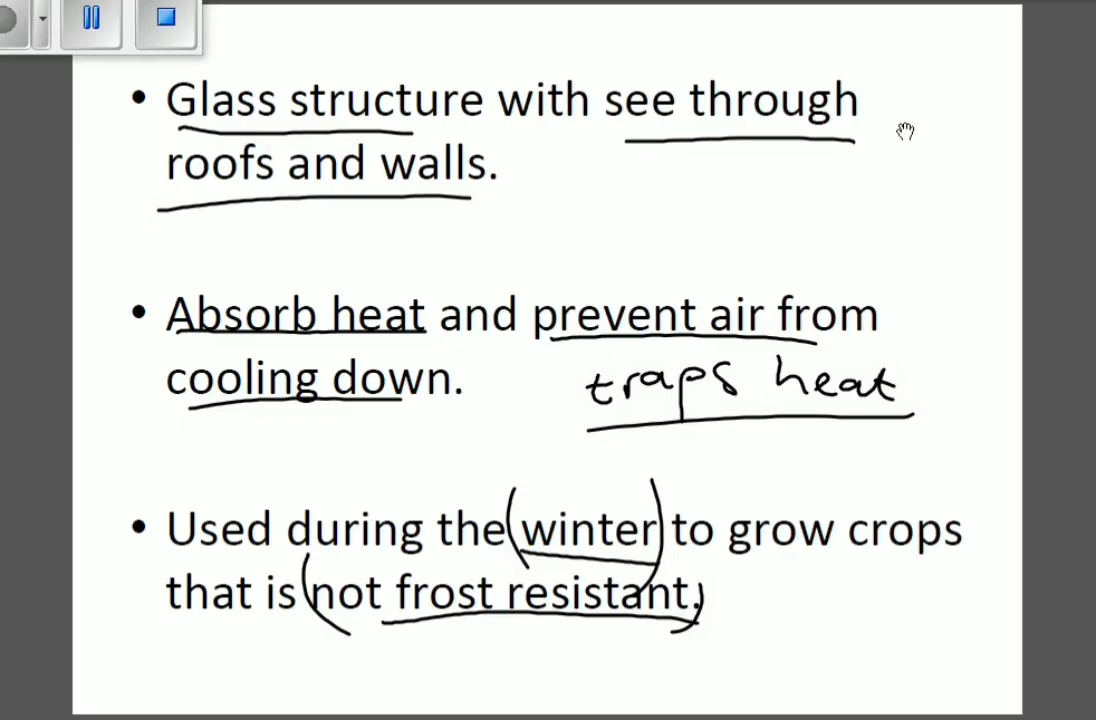 • Glass structure with see through
roofs and walls.
• Absorb heat and prevent air from
cooling down.
traps heat
• Used during the (winter) to grow crops
that is (not frost resistant.)